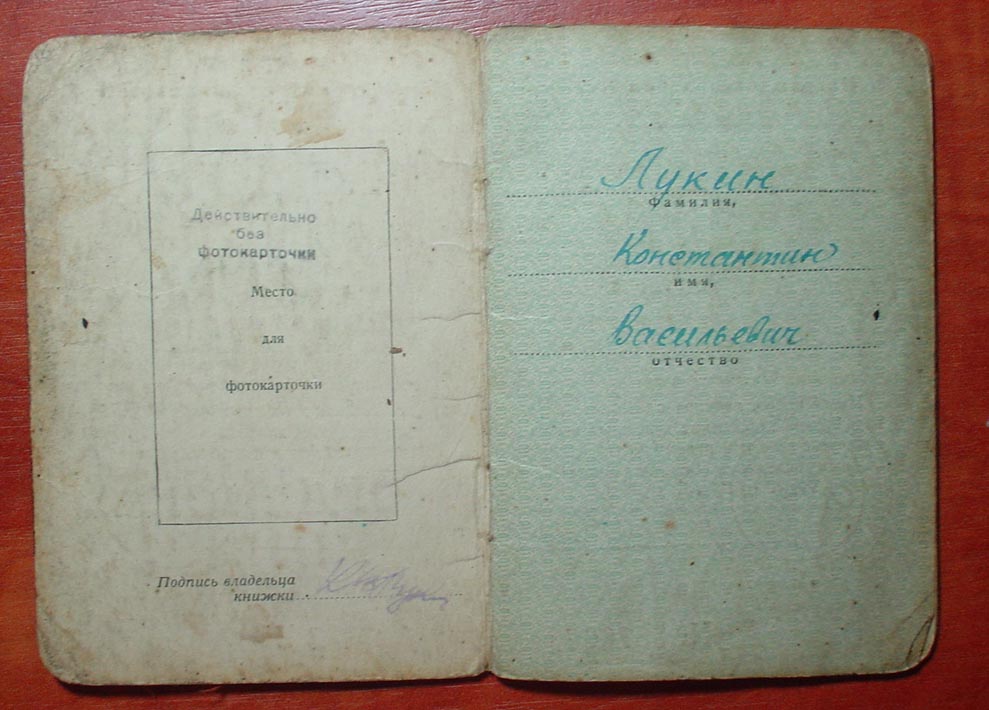 Действительно
без
фотокарточки
Место
для
фотокарточки
Подпись владельца
книжки
Лукин
фамилия,
Константин
имя,
Васильевич
отчество